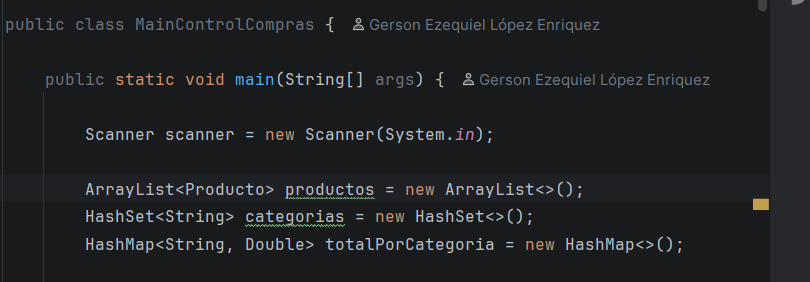 public class MainControlCompras { Gerson Ezequiel López Enriquez
public static void main(String[] args) { Gerson Ezequiel López Enriquez
Scanner scanner = new Scanner(System.in);
ArrayList<Producto> productos = new ArrayList<>();
HashSet<String> categorias = new HashSet<>();
HashMap<String, Double> totalPorCategoria = new HashMap<>();